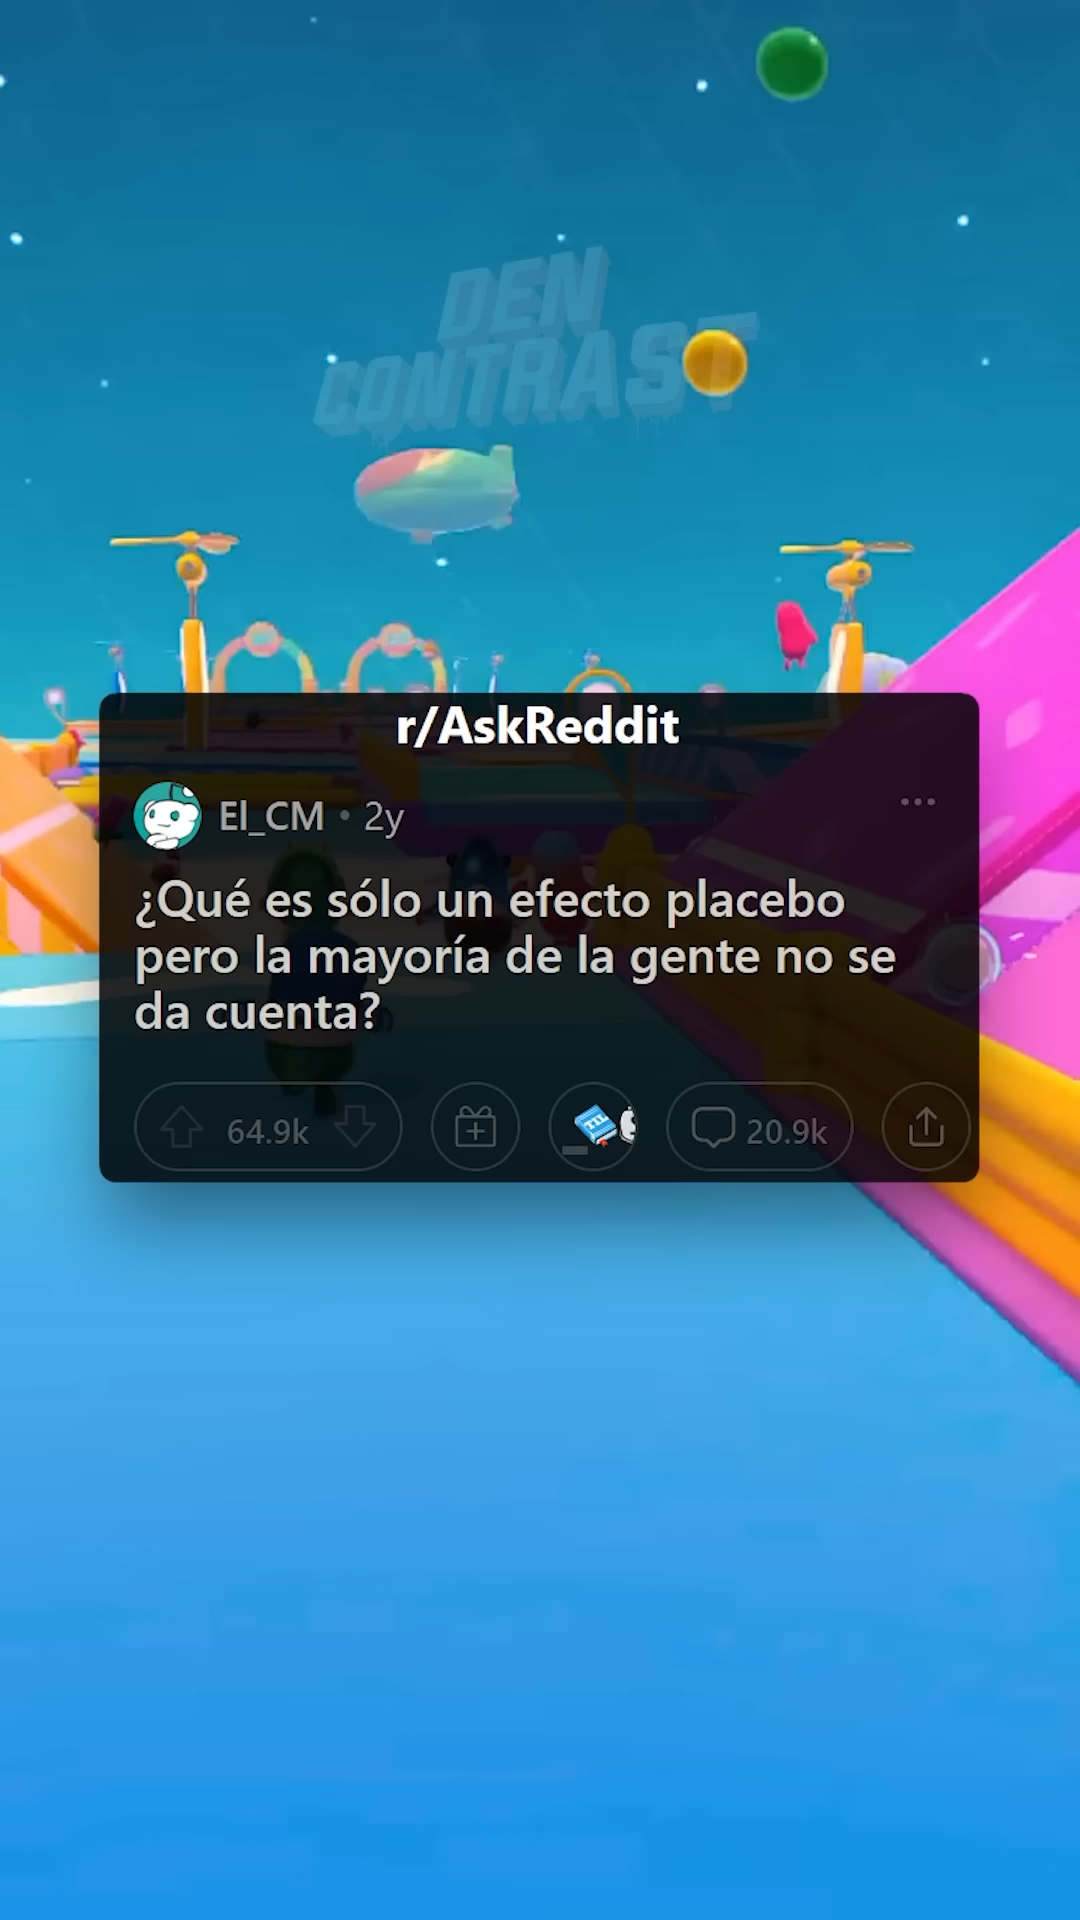 DEN
CONTRAST
r/AskReddit
El_CM • 2y
¿Qué es sólo un efecto placebo
pero la mayoría de la gente no se
da cuenta?
64.9k
TIL
20.9k